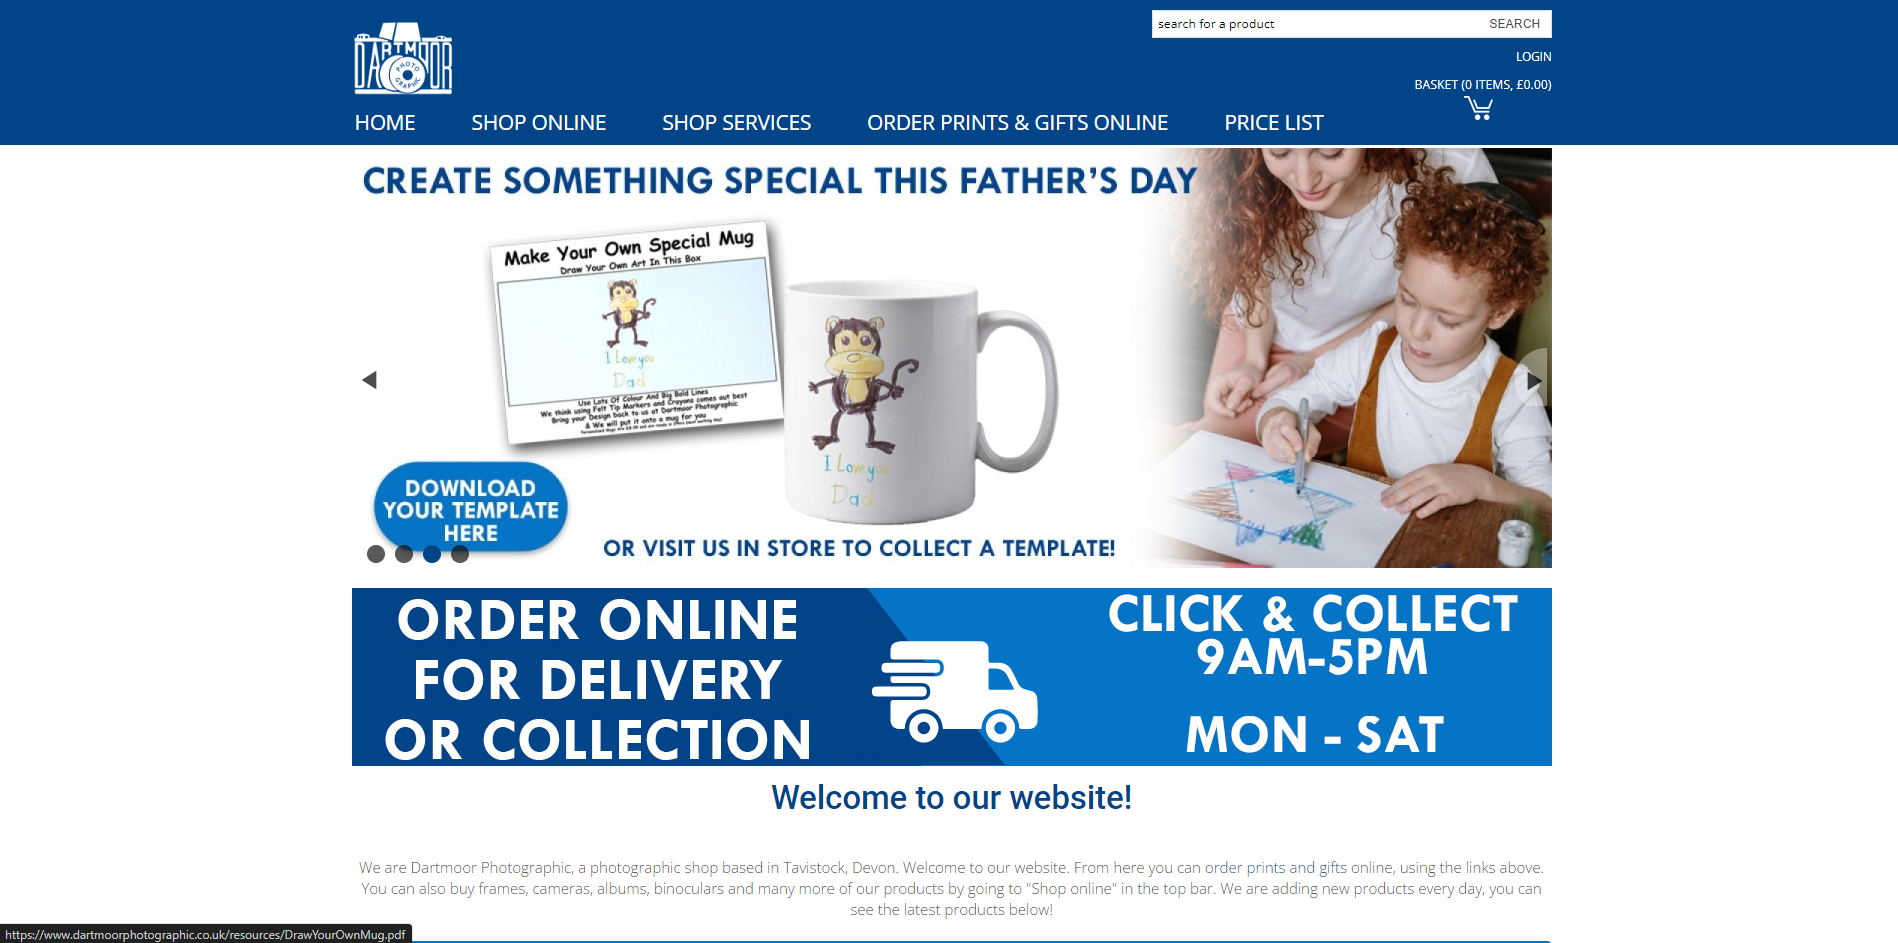 DARTMOOR
PHOTO
GRAPHIC
search for a product
SEARCH
LOGIN
BASKET (0 ITEMS, £0.00)
HOME
SHOP ONLINE
SHOP SERVICES
ORDER PRINTS & GIFTS ONLINE
PRICE LIST
CREATE SOMETHING SPECIAL THIS FATHER'S DAY
Make Your Own Special Mug
Draw Your Own Art In This Box
I Love you
Dad
Use Lots Of Colour And Big Bold Lines
We think using Felt Tip Markers and Crayons comes out best
Bring your Design back to us at Dartmoor Photographic
& We will put it onto a mug for you
I Love you
Dad
DOWNLOAD
YOUR TEMPLATE
HERE
OR VISIT US IN STORE TO COLLECT A TEMPLATE!
ORDER ONLINE
FOR DELIVERY
OR COLLECTION
CLICK & COLLECT
9AM-5PM
MON - SAT
Welcome to our website!
We are Dartmoor Photographic, a photographic shop based in Tavistock, Devon. Welcome to our website. From here you can order prints and gifts online, using the links above.
You can also buy frames, cameras, albums, binoculars and many more of our products by going to "Shop online" in the top bar. We are adding new products every day, you can
see the latest products below!
https://www.dartmoorphotographic.co.uk/resources/DrawYourOwnMug.pdf